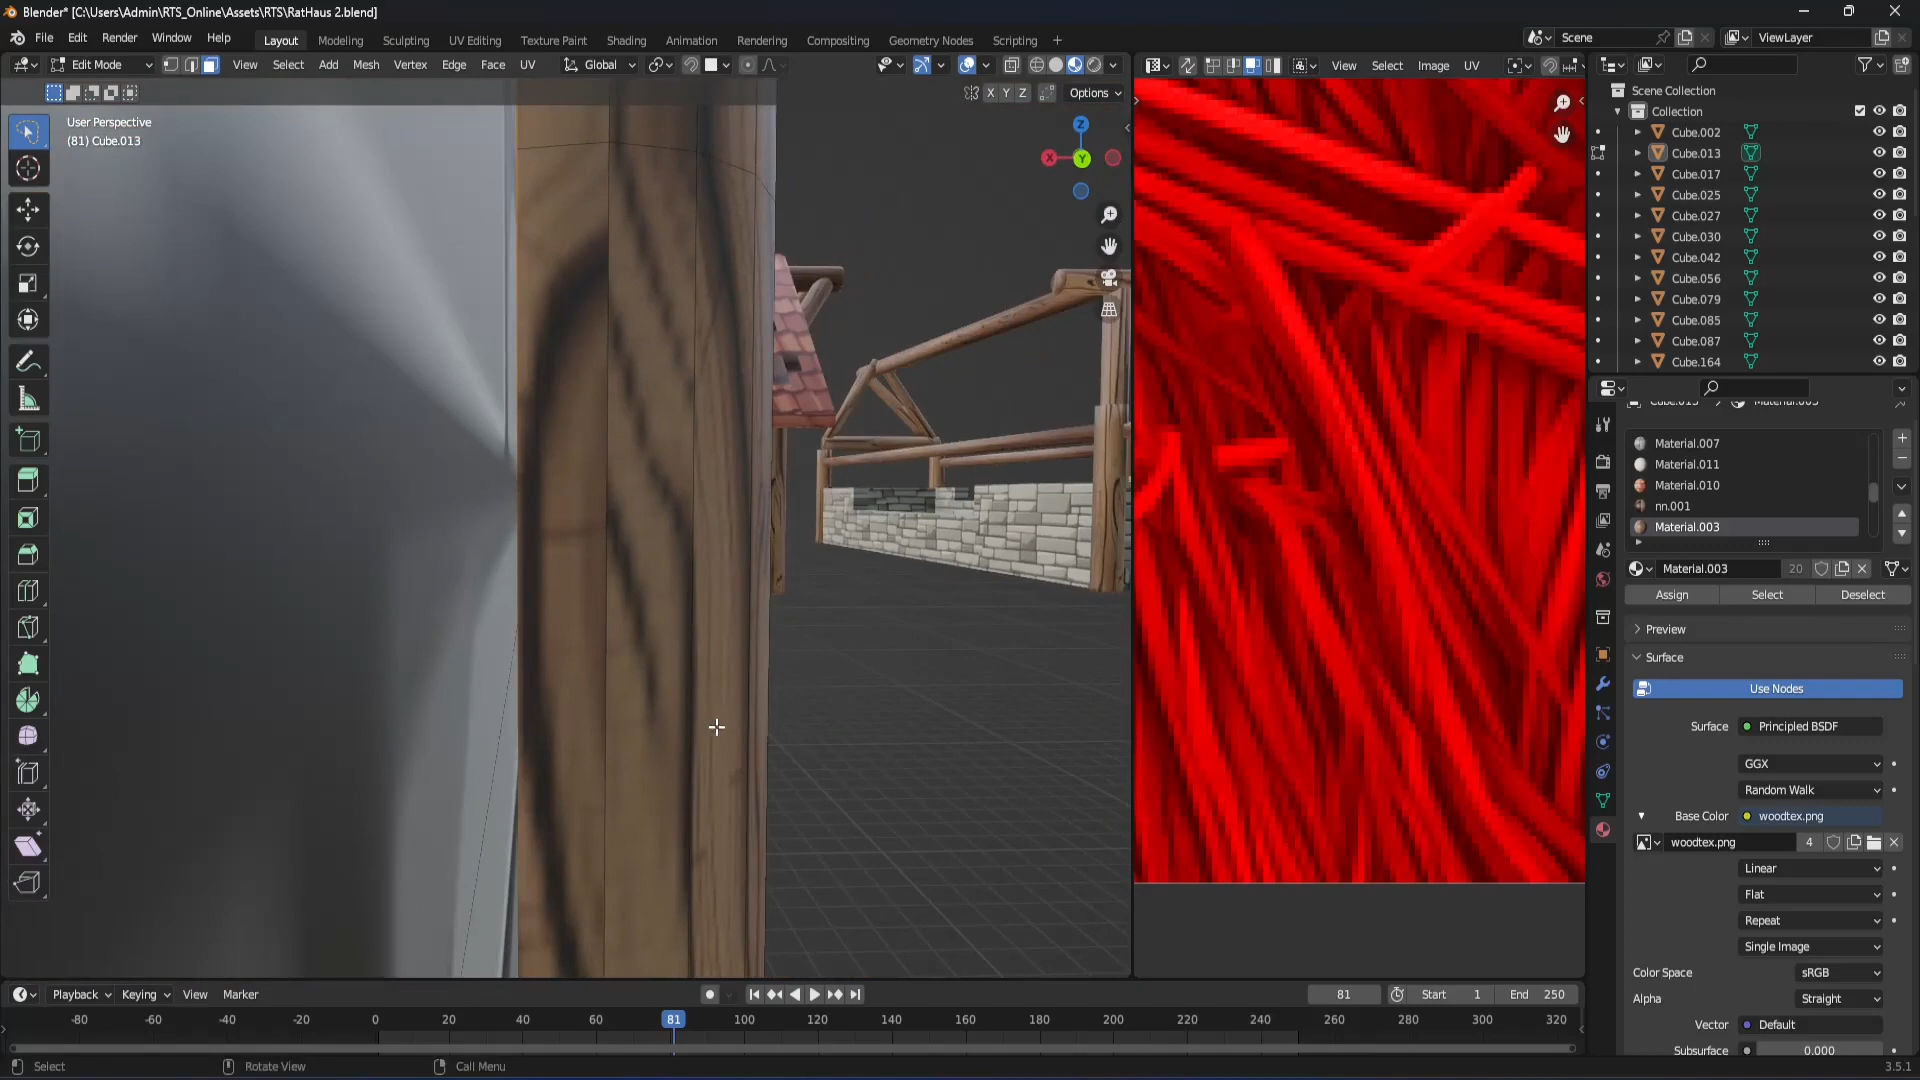 Blender* [C:\Users\Admin\RTS_Online\Assets\RTS\RatHaus 2.blend]
File Edit Render Window Help Layout Modeling Sculpting UV Editing Texture Paint Shading Animation Rendering Compositing Geometry Nodes Scripting + Scene ViewLayer
Edit Mode View Select Add Mesh Vertex Edge Face UV Global View Select Image UV
X Y Z Options
User Perspective
(81) Cube.013
Z
X Y
Scene Collection
Collection
Cube.002
Cube.013
Cube.017
Cube.025
Cube.027
Cube.030
Cube.042
Cube.056
Cube.079
Cube.085
Cube.087
Cube.164
Material.007
Material.011
Material.010
nn.001
Material.003
Material.003 20
Assign Select Deselect
Preview
Surface
Use Nodes
Surface Principled BSDF
GGX
Random Walk
Base Color woodtex.png
woodtex.png 4
Linear
Flat
Repeat
Single Image
Color Space sRGB
Alpha Straight
Vector Default
Subsurface 0.000
Playback Keying View Marker 81 Start 1 End 250
-80 -60 -40 -20 0 20 40 60 81 100 120 140 160 180 200 220 240 260 280 300 320
Select Rotate View Call Menu 3.5.1